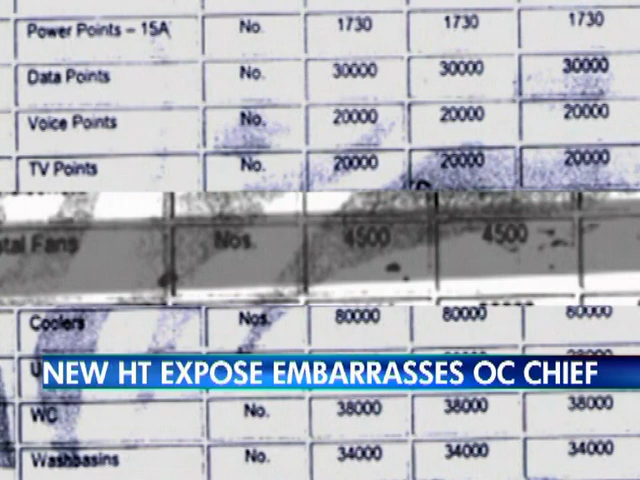 Power Points – 15A No. 1730 1730 1730
Data Points No. 30000 30000 30000
Voice Points No. 20000 20000 20000
TV Points No. 20000 20000 20000
Fans Nos. 4500 4500
Coolers Nos. 80000 80000 80000
NEW HT EXPOSE EMBARRASSES OC CHIEF
WC No. 38000 38000 38000
Washbasins No. 34000 34000 34000